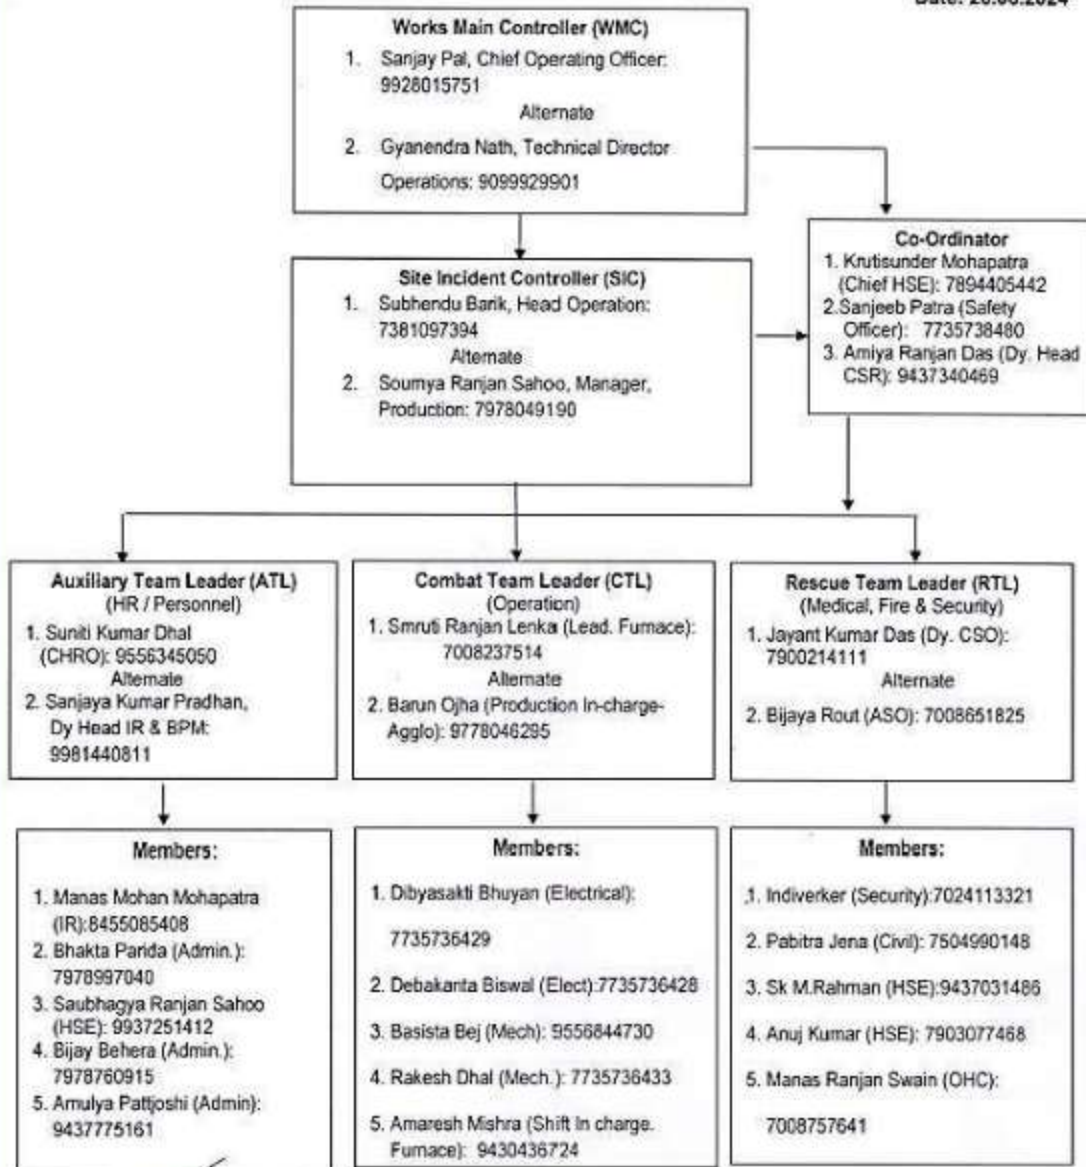 Works Main Controller (WMC)
1. Sanjay Pal, Chief Operating Officer:
9928015751
Alternate
2. Gyanendra Nath, Technical Director
Operations: 9099929901
Co-Ordinator
1. Krutisunder Mohapatra
(Chief HSE): 7894405442
2.Sanjeeb Patra (Safety
Officer): 7735738480
3. Amiya Ranjan Das (Dy. Head
CSR): 9437340469
Site Incident Controller (SIC)
1. Subhendu Barik, Head Operation:
7381097394
Alternate
2. Soumya Ranjan Sahoo, Manager,
Production: 7978049190
Auxiliary Team Leader (ATL)
(HR / Personnel)
1. Suniti Kumar Dhal
(CHRO): 9556345050
Alternate
2. Sanjaya Kumar Pradhan,
Dy Head IR & BPM:
9981440811
Combat Team Leader (CTL)
(Operation)
1. Smruti Ranjan Lenka (Lead. Furnace):
7008237514
Alternate
2. Barun Ojha (Production In-charge-
Agglo): 9778046295
Rescue Team Leader (RTL)
(Medical, Fire & Security)
1. Jayant Kumar Das (Dy. CSO):
7900214111
Alternate
2. Bijaya Rout (ASO): 7008651825
Members:
1. Manas Mohan Mohapatra
(IR):8455085408
2. Bhakta Parida (Admin.):
7978997040
3. Saubhagya Ranjan Sahoo
(HSE): 9937251412
4. Bijay Behera (Admin.):
7978760915
5. Amulya Pattjoshi (Admin):
9437775161
Members:
1. Dibyasakti Bhuyan (Electrical):
7735736429
2. Debakanta Biswal (Elect):7735736428
3. Basista Bej (Mech): 9556844730
4. Rakesh Dhal (Mech.): 7735736433
5. Amaresh Mishra (Shift In charge.
Furnace): 9430436724
Members:
1. Indiverker (Security):7024113321
2. Pabitra Jena (Civil): 7504990148
3. Sk M.Rahman (HSE):9437031486
4. Anuj Kumar (HSE): 7903077468
5. Manas Ranjan Swain (OHC):
7008757641